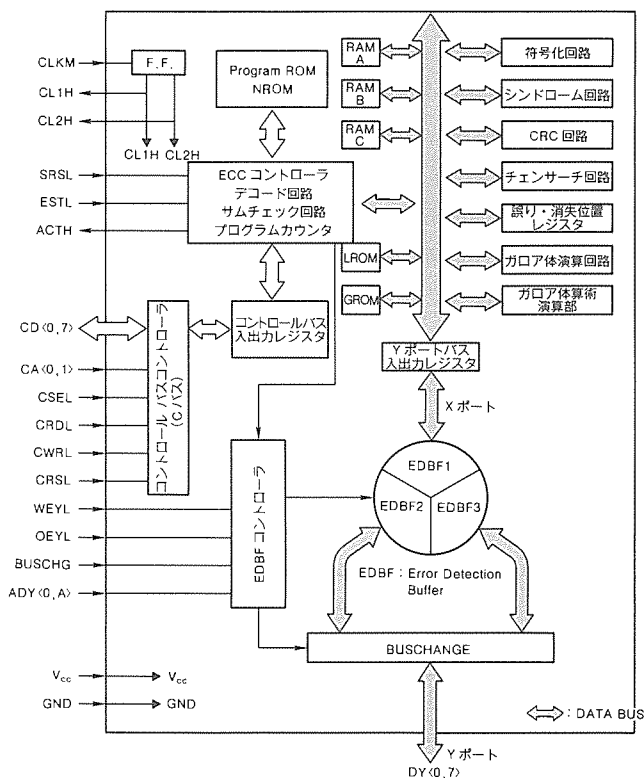 CLKM
F.F.
CL1H
CL2H
CL1H
CL2H
Program ROM
NROM
RAM
A
RAM
B
RAM
C
符号化回路
シンドローム回路
CRC 回路
チェンサーチ回路
誤り・消失位置
レジスタ
ガロア体演算回路
ガロア体算術
演算部
SRSL
ESTL
ACTH
ECC コントローラ
デコード回路
サムチェック回路
プログラムカウンタ
LROM
GROM
CD<0,7>
コントロールバスコントローラ
(Cバス)
コントロールバス
入出力レジスタ
Yポートバス
入出力レジスタ
Xポート
CA<0,1>
CSEL
CRDL
CWRL
CRSL
WEYL
OEYL
BUSCHG
ADY<0,A>
EDBF コントローラ
EDBF1
EDBF2
EDBF3
EDBF : Error Detection
Buffer
BUSCHANGE
Vcc
Vcc
GND
GND
: DATA BUS
Yポート
DY<0,7>